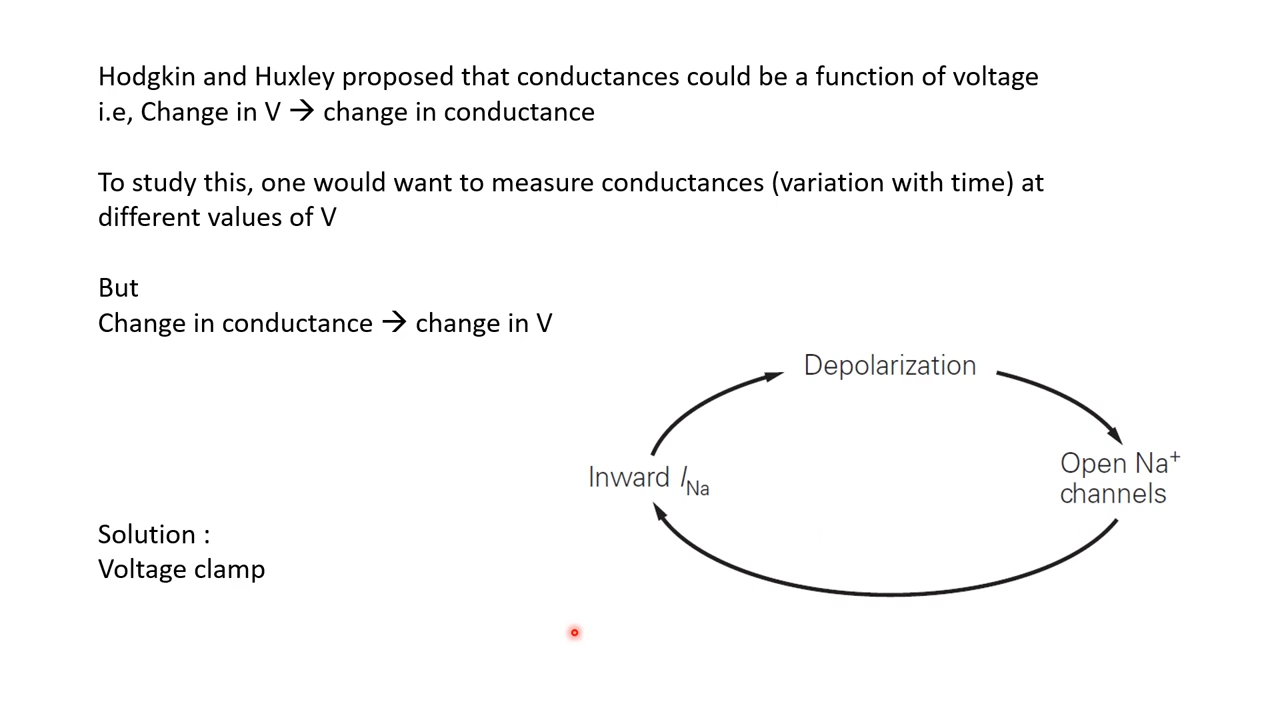 Hodgkin and Huxley proposed that conductances could be a function of voltage
i.e, Change in V → change in conductance
To study this, one would want to measure conductances (variation with time) at
different values of V
But
Change in conductance → change in V
Depolarization
Open Na⁺
channels
Inward I_Na
Solution :
Voltage clamp